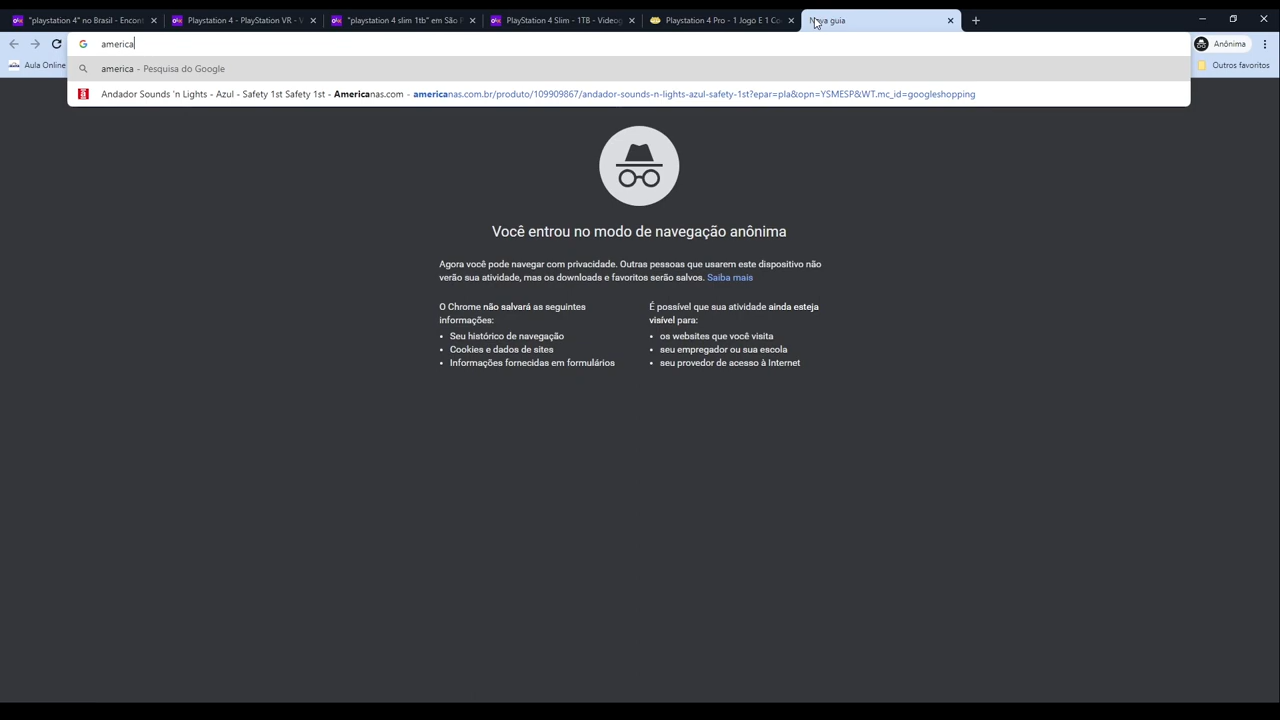 "playstation 4" no Brasil - Encont
Playstation 4 - PlayStation VR - V
"playstation 4 slim 1tb" em São P
PlayStation 4 Slim - 1TB - Videog
Playstation 4 Pro - 1 Jogo E 1 Co
Nova guia
america
Anônima
Aula Online
Outros favoritos
america - Pesquisa do Google
Andador Sounds 'n Lights - Azul - Safety 1st Safety 1st - Americanas.com - americanas.com.br/produto/109909867/andador-sounds-n-lights-azul-safety-1st?epar=pla&opn=YSMESP&WT.mc_id=googleshopping
Você entrou no modo de navegação anônima
Agora você pode navegar com privacidade. Outras pessoas que usarem este dispositivo não
verão sua atividade, mas os downloads e favoritos serão salvos. Saiba mais
O Chrome não salvará as seguintes
informações:
• Seu histórico de navegação
• Cookies e dados de sites
• Informações fornecidas em formulários
É possível que sua atividade ainda esteja
visível para:
• os websites que você visita
• seu empregador ou sua escola
• seu provedor de acesso à Internet